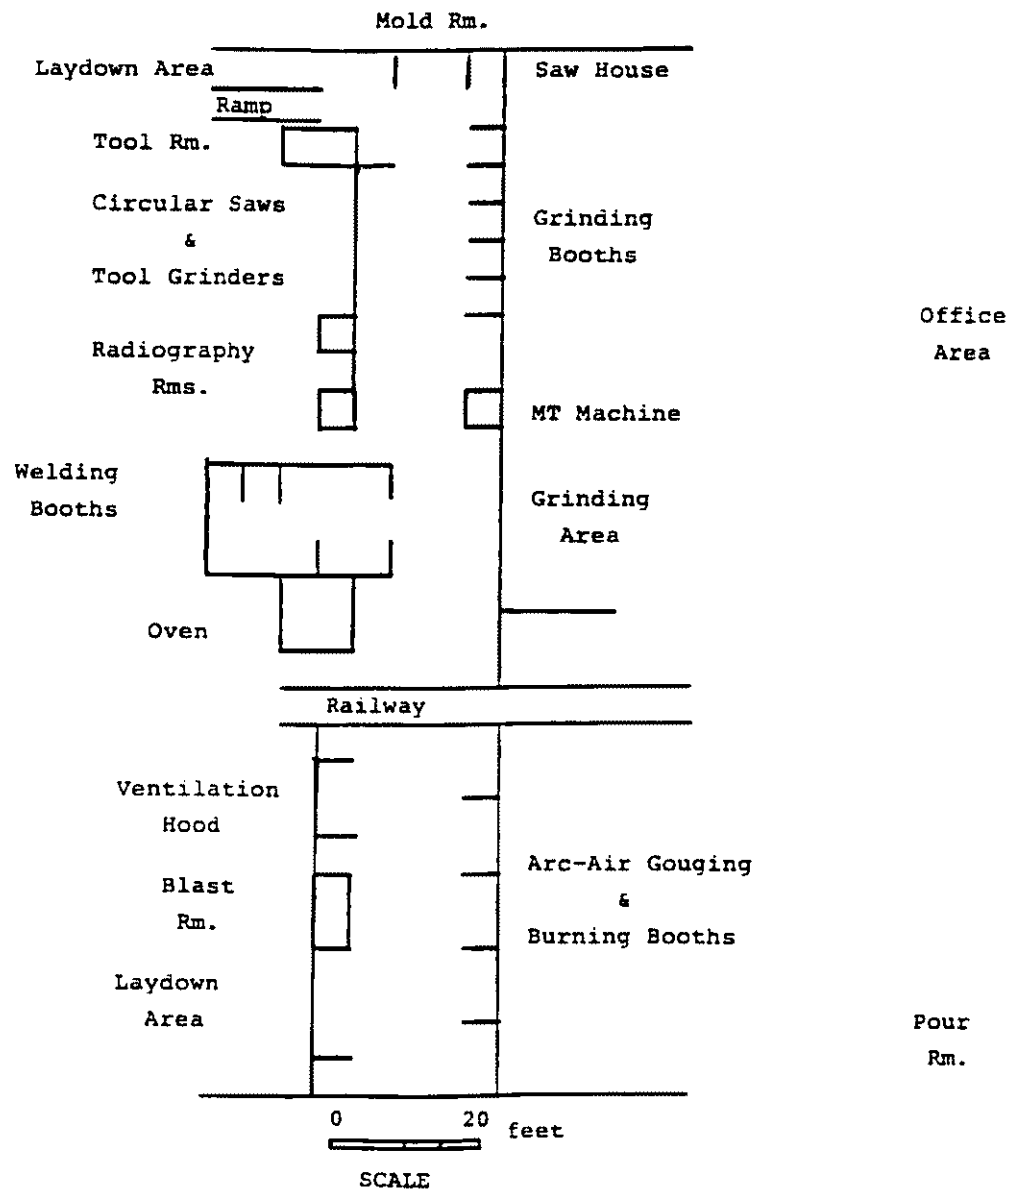 Mold Rm.
Laydown Area
Saw House
Ramp
Tool Rm.
Circular Saws
&
Tool Grinders
Grinding
Booths
Office
Area
Radiography
Rms.
MT Machine
Welding
Booths
Grinding
Area
Oven
Railway
Ventilation
Hood
Arc-Air Gouging
&
Burning Booths
Blast
Rm.
Laydown
Area
Pour
Rm.
0 20 feet
SCALE